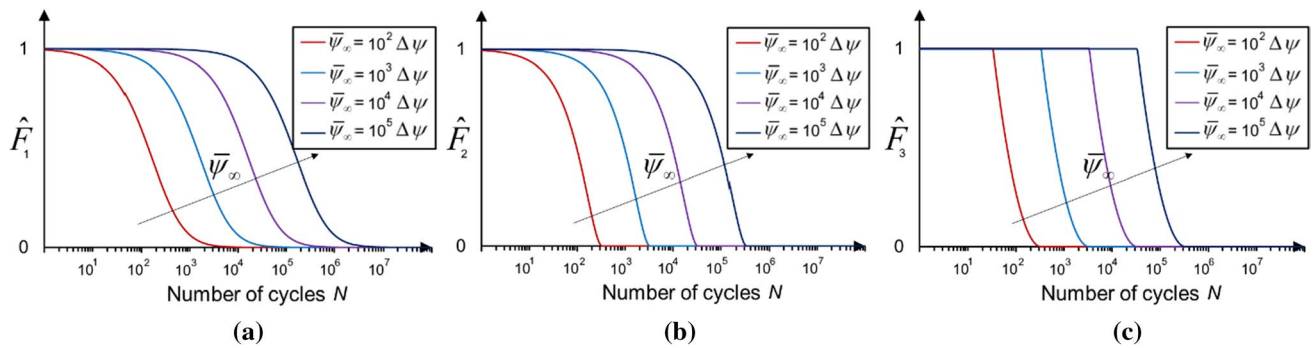 1
F̂₁
0
ψ̅∞ = 10² Δψ
ψ̅∞ = 10³ Δψ
ψ̅∞ = 10⁴ Δψ
ψ̅∞ = 10⁵ Δψ
ψ̅∞
10¹ 10² 10³ 10⁴ 10⁵ 10⁶ 10⁷
Number of cycles N
(a)
1
F̂₂
0
ψ̅∞ = 10² Δψ
ψ̅∞ = 10³ Δψ
ψ̅∞ = 10⁴ Δψ
ψ̅∞ = 10⁵ Δψ
ψ̅∞
10¹ 10² 10³ 10⁴ 10⁵ 10⁶ 10⁷
Number of cycles N
(b)
1
F̂₃
0
ψ̅∞ = 10² Δψ
ψ̅∞ = 10³ Δψ
ψ̅∞ = 10⁴ Δψ
ψ̅∞ = 10⁵ Δψ
ψ̅∞
10¹ 10² 10³ 10⁴ 10⁵ 10⁶ 10⁷
Number of cycles N
(c)